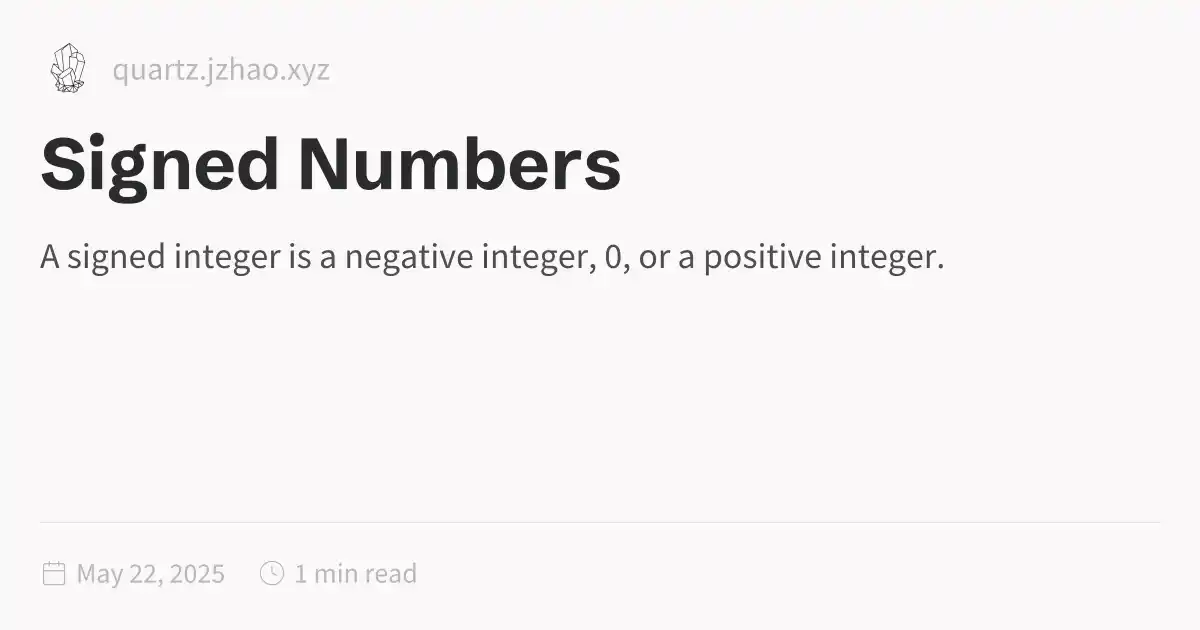 quartz.jzhao.xyz
Signed Numbers
A signed integer is a negative integer, 0, or a positive integer.
May 22, 2025 1 min read